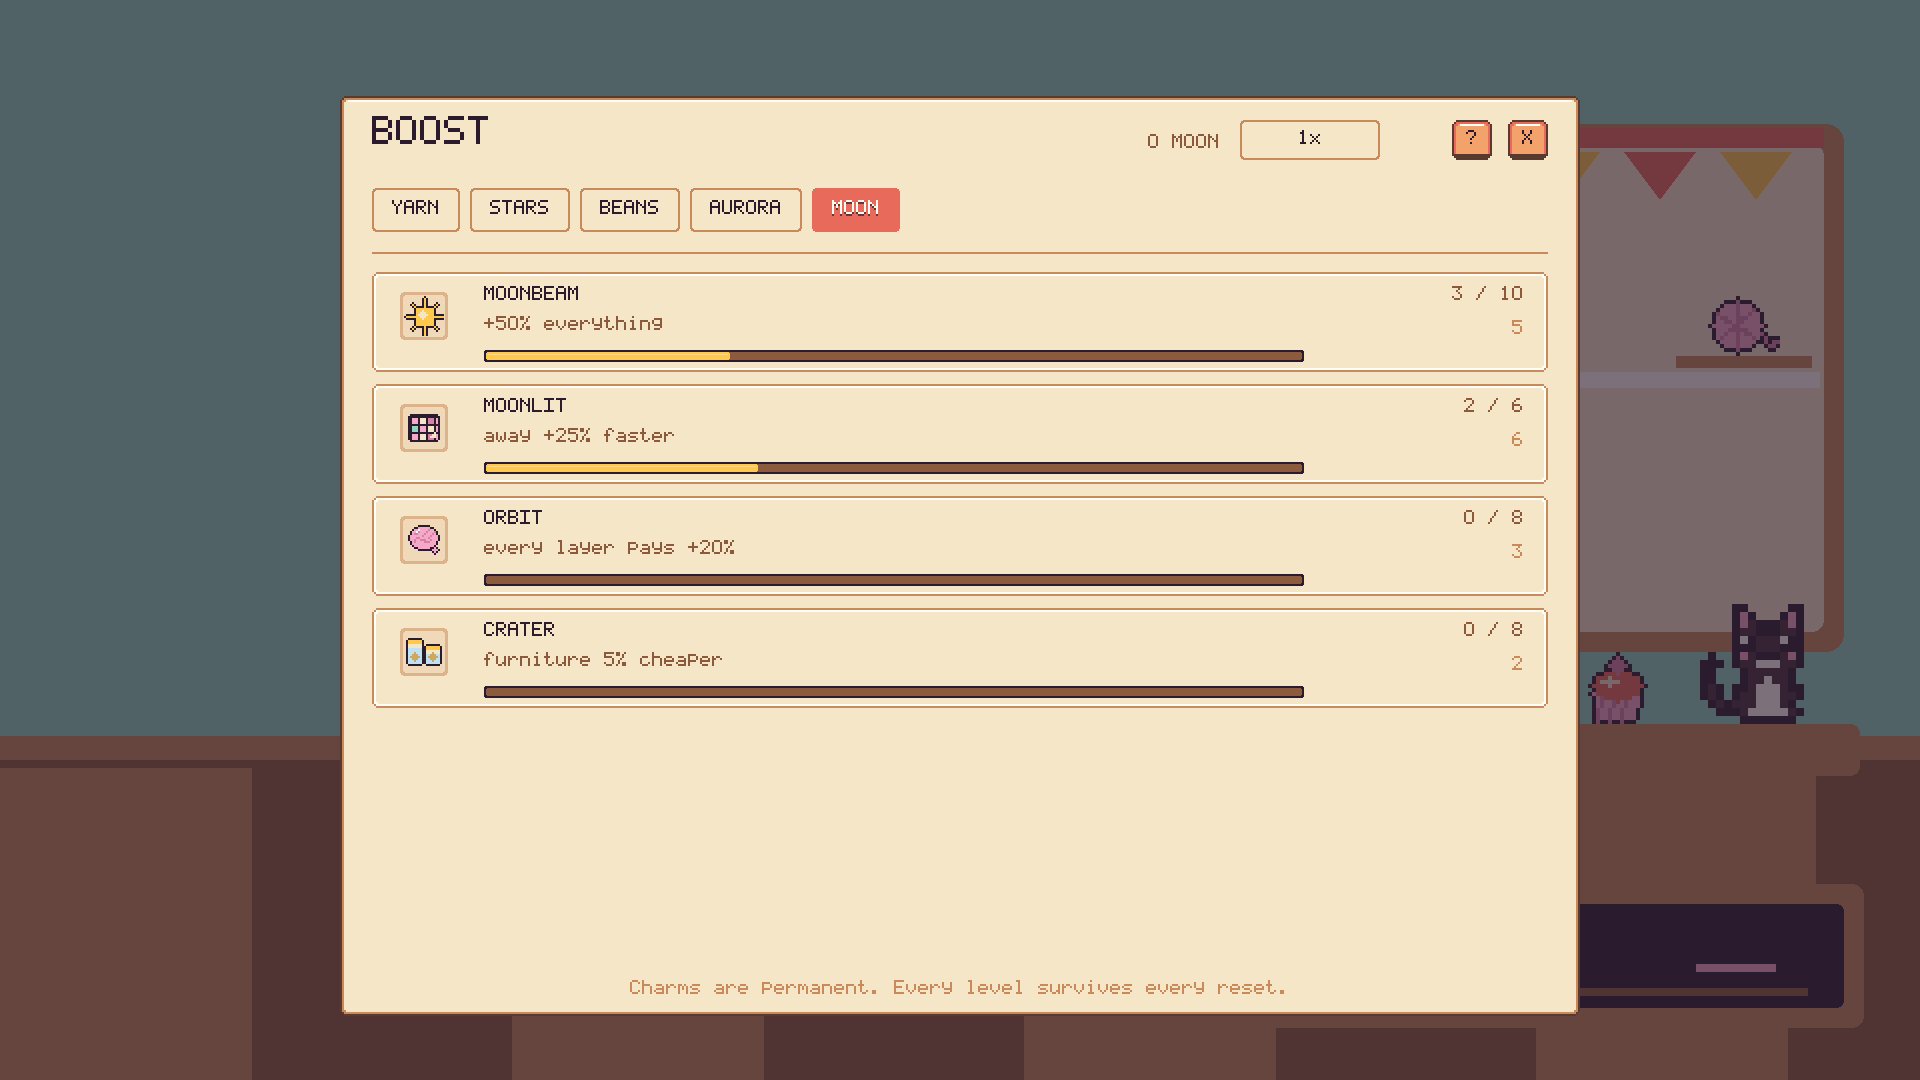 BOOST
0 MOON
1x
?
X
YARN
STARS
BEANS
AURORA
MOON
MOONBEAM
3 / 10
+50% everything
5
MOONLIT
2 / 6
away +25% faster
6
ORBIT
0 / 8
every layer pays +20%
3
CRATER
0 / 8
furniture 5% cheaper
2
Charms are permanent. Every level survives every reset.